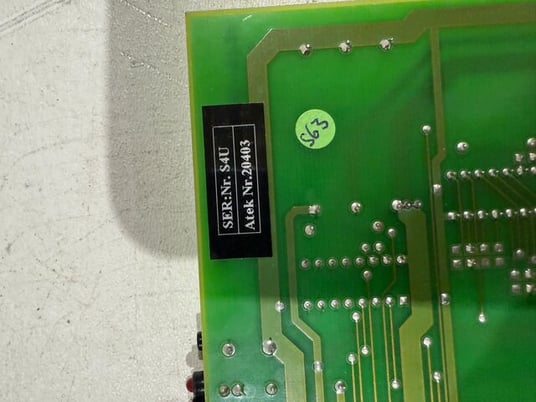 SER:Nr. S4U
Atek Nr.20403
S63